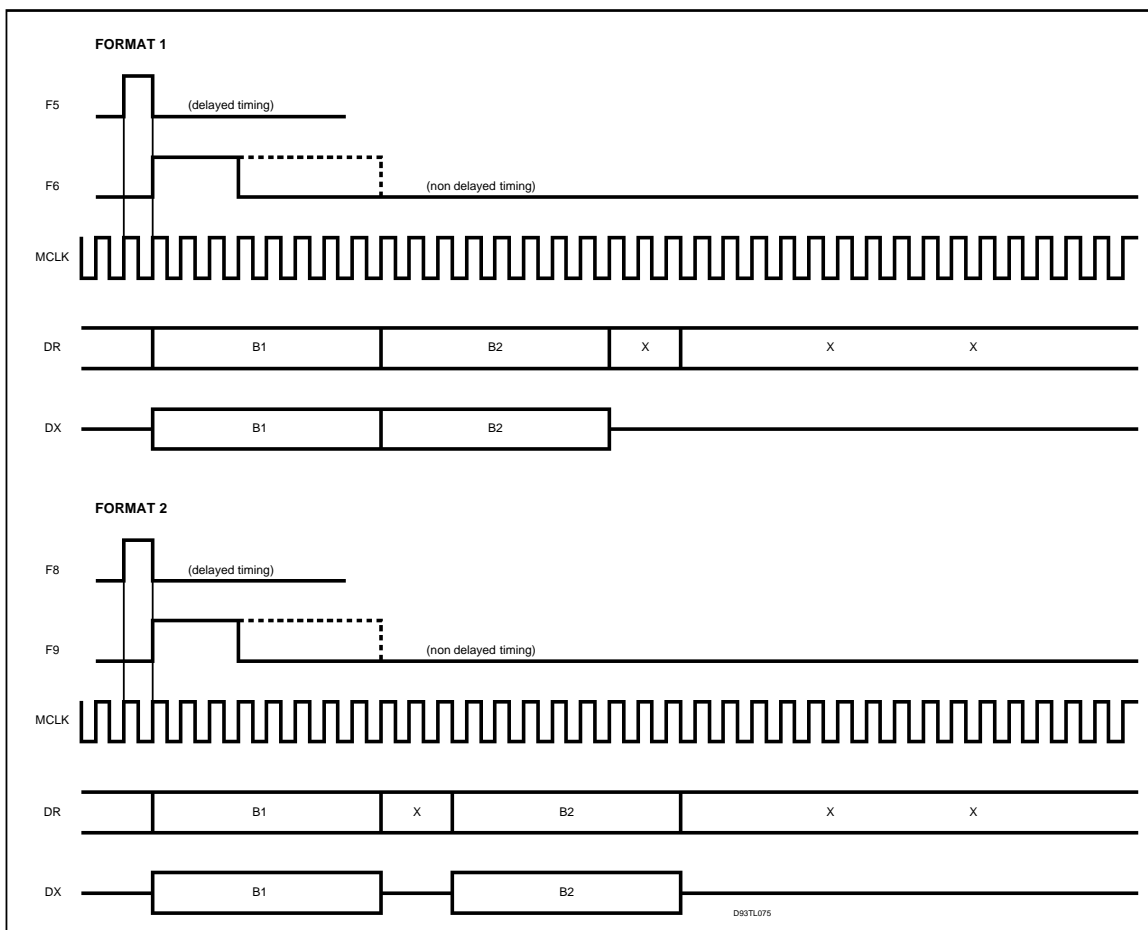 FORMAT 1
F5 (delayed timing)
F6 (non delayed timing)
MCLK
DR B1 B2 X X X
DX B1 B2
FORMAT 2
F8 (delayed timing)
F9 (non delayed timing)
MCLK
DR B1 X B2 X X
DX B1 B2
D93TL075